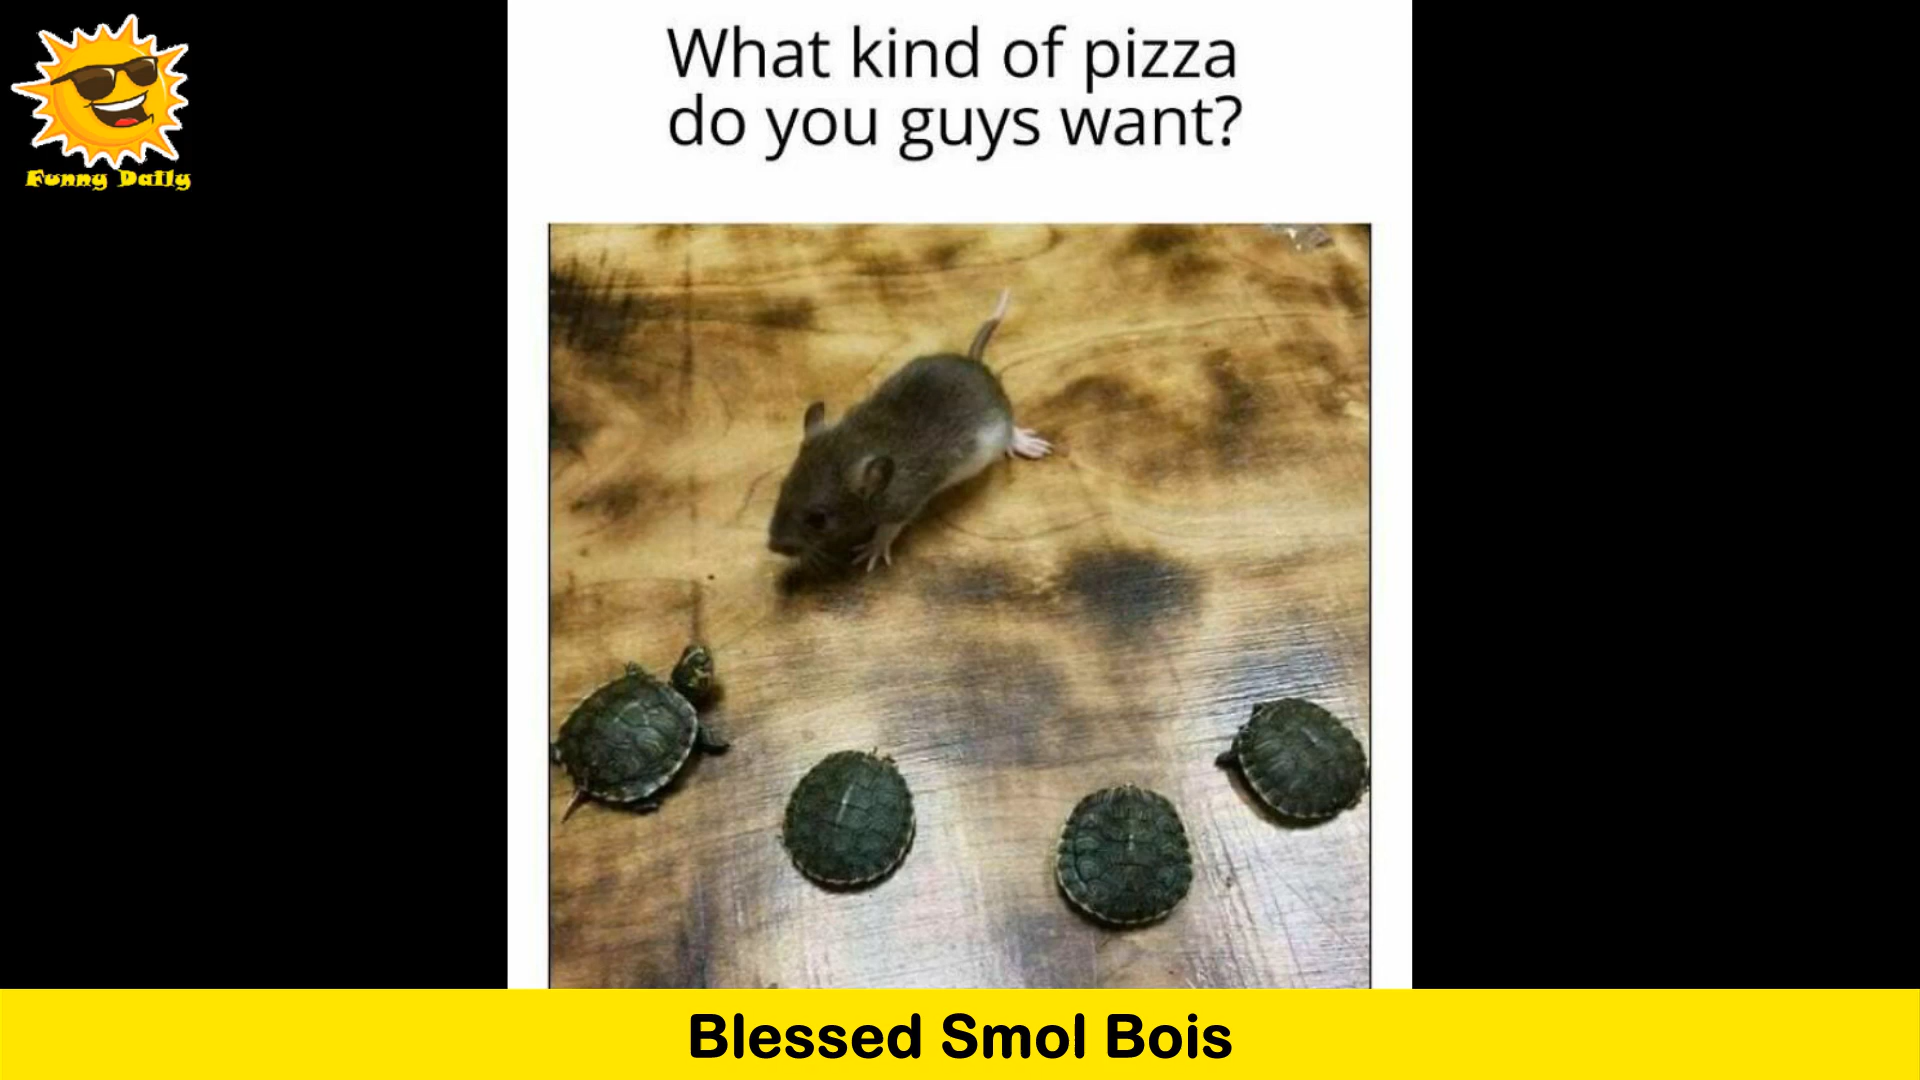 Funny Daily
What kind of pizza
do you guys want?
Blessed Smol Bois